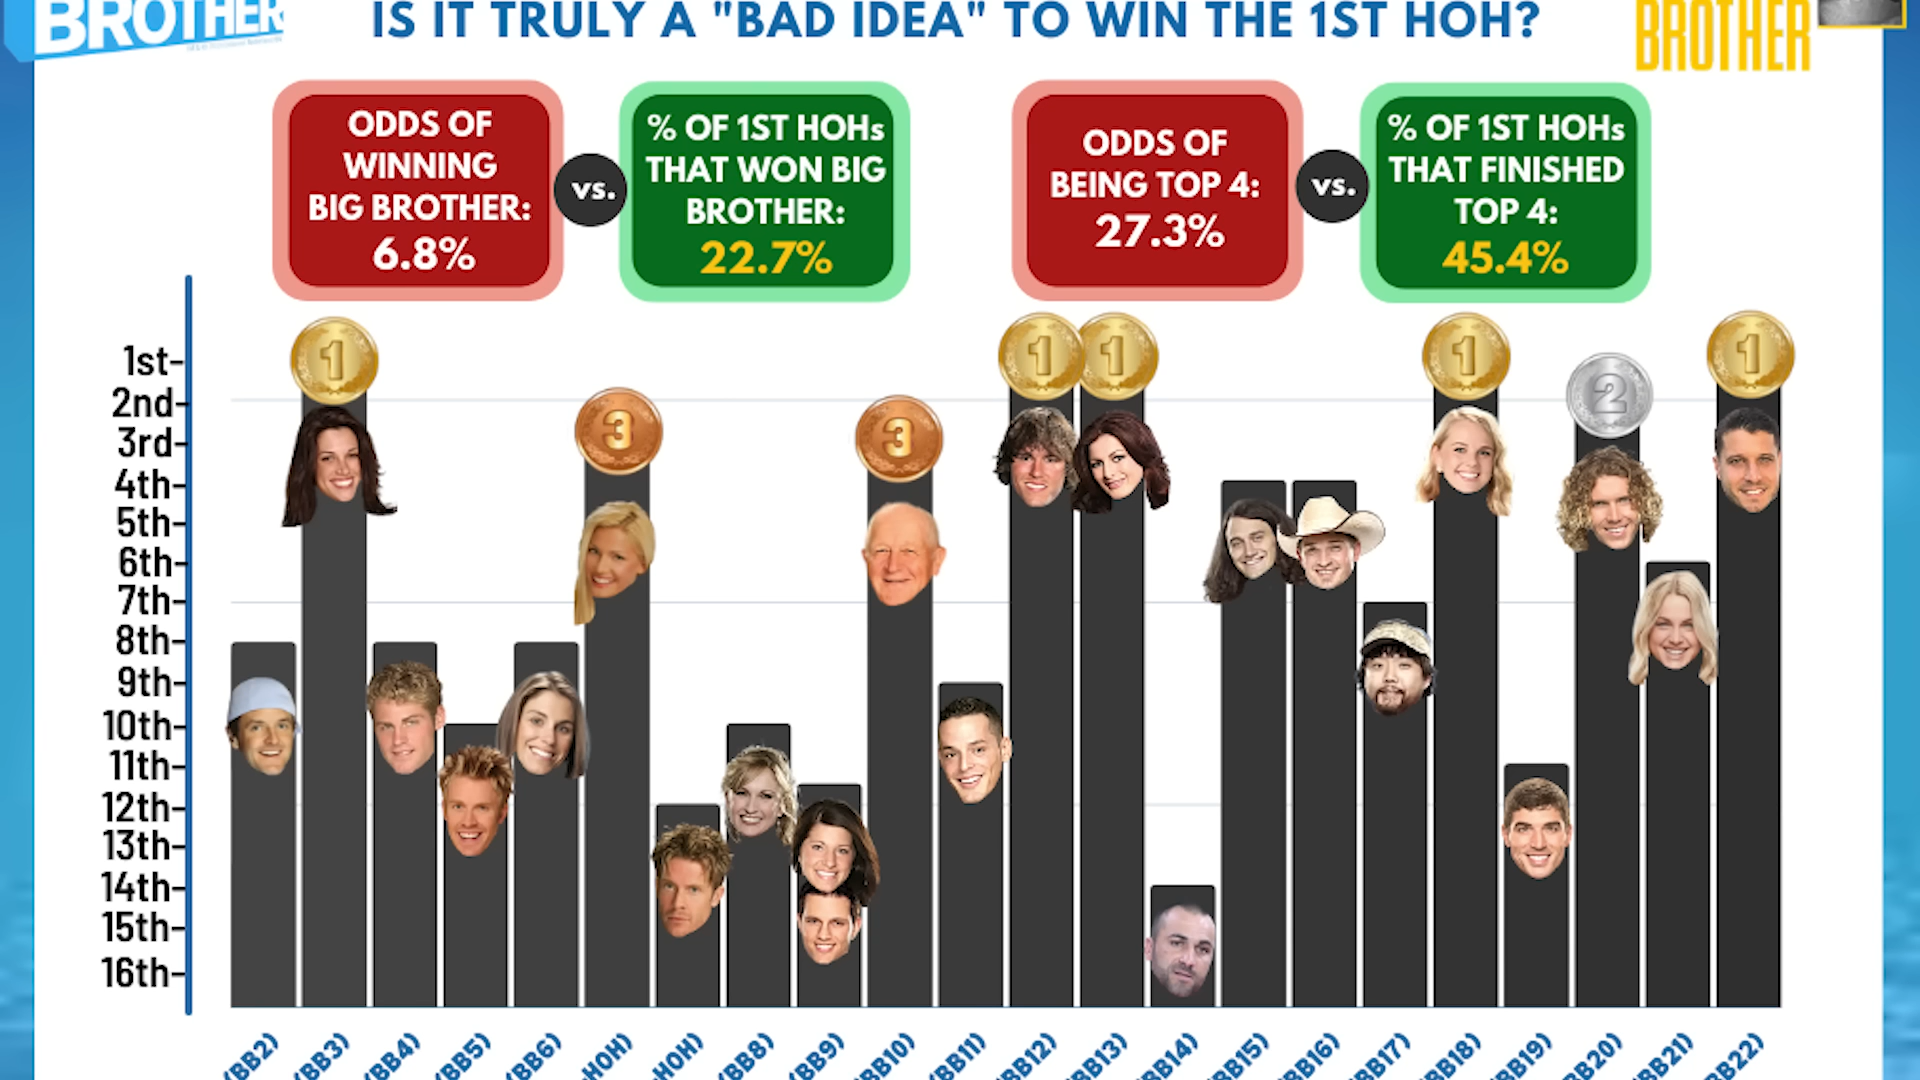 BROTHER
IS IT TRULY A "BAD IDEA" TO WIN THE 1ST HOH?
BROTHER
ODDS OF
WINNING
BIG BROTHER:
6.8%
vs.
% OF 1ST HOHs
THAT WON BIG
BROTHER:
22.7%
ODDS OF
BEING TOP 4:
27.3%
vs.
% OF 1ST HOHs
THAT FINISHED
TOP 4:
45.4%
1st-
2nd-
3rd-
4th-
5th-
6th-
7th-
8th-
9th-
10th-
11th-
12th-
13th-
14th-
15th-
16th-
1
3
3
1
1
1
2
1
(BB2)
(BB3)
(BB4)
(BB5)
(BB6)
HOH)
HOH)
(BB8)
(BB9)
BB10)
(BB11)
BB12)
BB13)
BB14)
BB15)
BB16)
BB17)
BB18)
BB19)
BB20)
BB21)
B22)